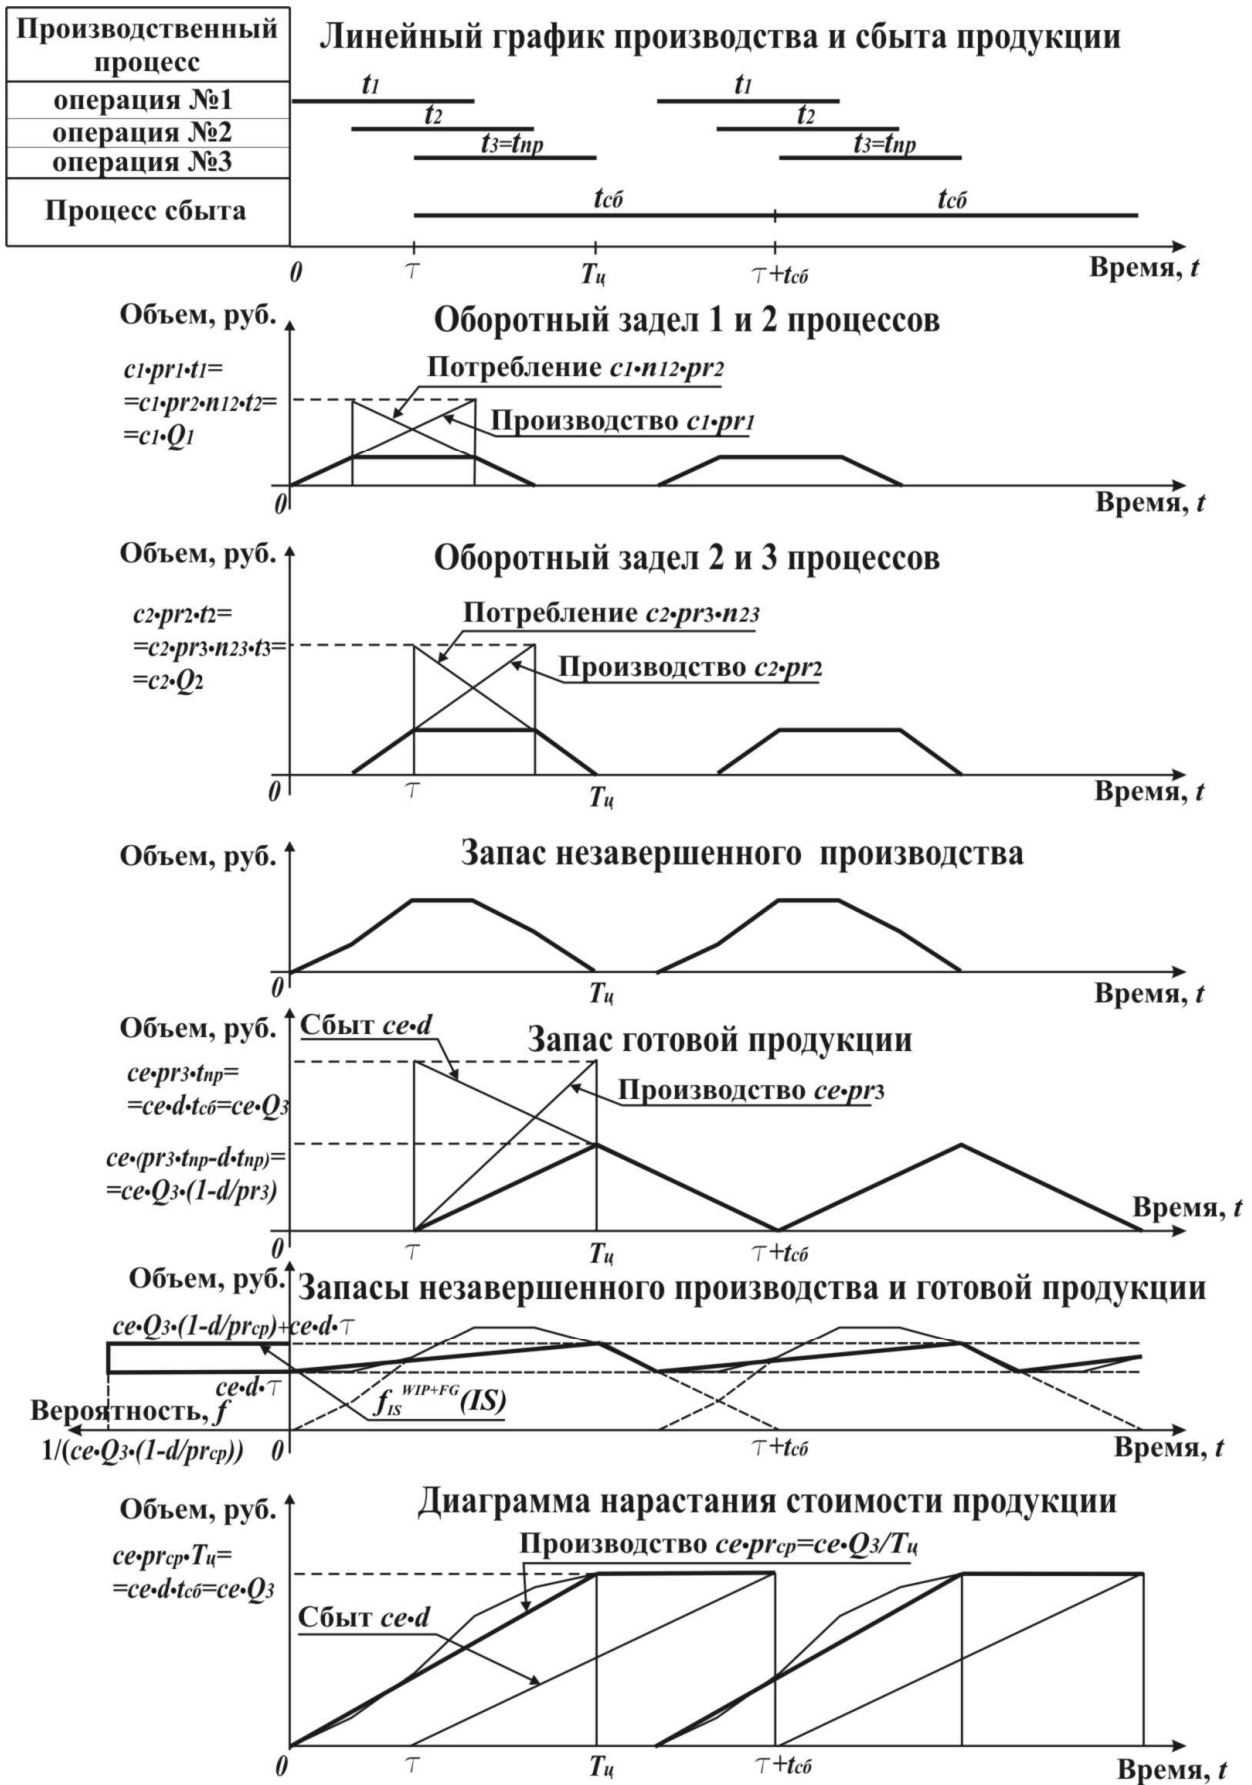 Производственный
процесс
Линейный график производства и сбыта продукции
операция №1
t1
t1
операция №2
t2
t2
операция №3
t3=tпр
t3=tпр
Процесс сбыта
tсб
tсб
0
τ
Tц
τ+tсб
Время, t
Объем, руб.
Оборотный задел 1 и 2 процессов
c1•pr1•t1=
=c1•pr2•n12•t2=
=c1•Q1
Потребление c1•n12•pr2
Производство c1•pr1
0
Время, t
Объем, руб.
Оборотный задел 2 и 3 процессов
c2•pr2•t2=
=c2•pr3•n23•t3=
=c2•Q2
Потребление c2•pr3•n23
Производство c2•pr2
0
τ
Tц
Время, t
Объем, руб.
Запас незавершенного производства
0
Tц
Время, t
Объем, руб.
Сбыт ce•d
Запас готовой продукции
ce•pr3•tпр=
=ce•d•tсб=ce•Q3
Производство ce•pr3
ce•(pr3•tпр-d•tпр)=
=ce•Q3•(1-d/pr3)
Время, t
0
τ
Tц
τ+tсб
Объем, руб.
Запасы незавершенного производства и готовой продукции
ce•Q3•(1-d/prср)+ce•d•τ
ce•d•τ
fIS WIP+FG(IS)
Вероятность, f
1/(ce•Q3•(1-d/prср))
0
τ+tсб
Время, t
Объем, руб.
Диаграмма нарастания стоимости продукции
ce•prср•Tц=
=ce•d•tсб=ce•Q3
Производство ce•prср=ce•Q3/Tц
Сбыт ce•d
0
τ
Tц
τ+tсб
Время, t